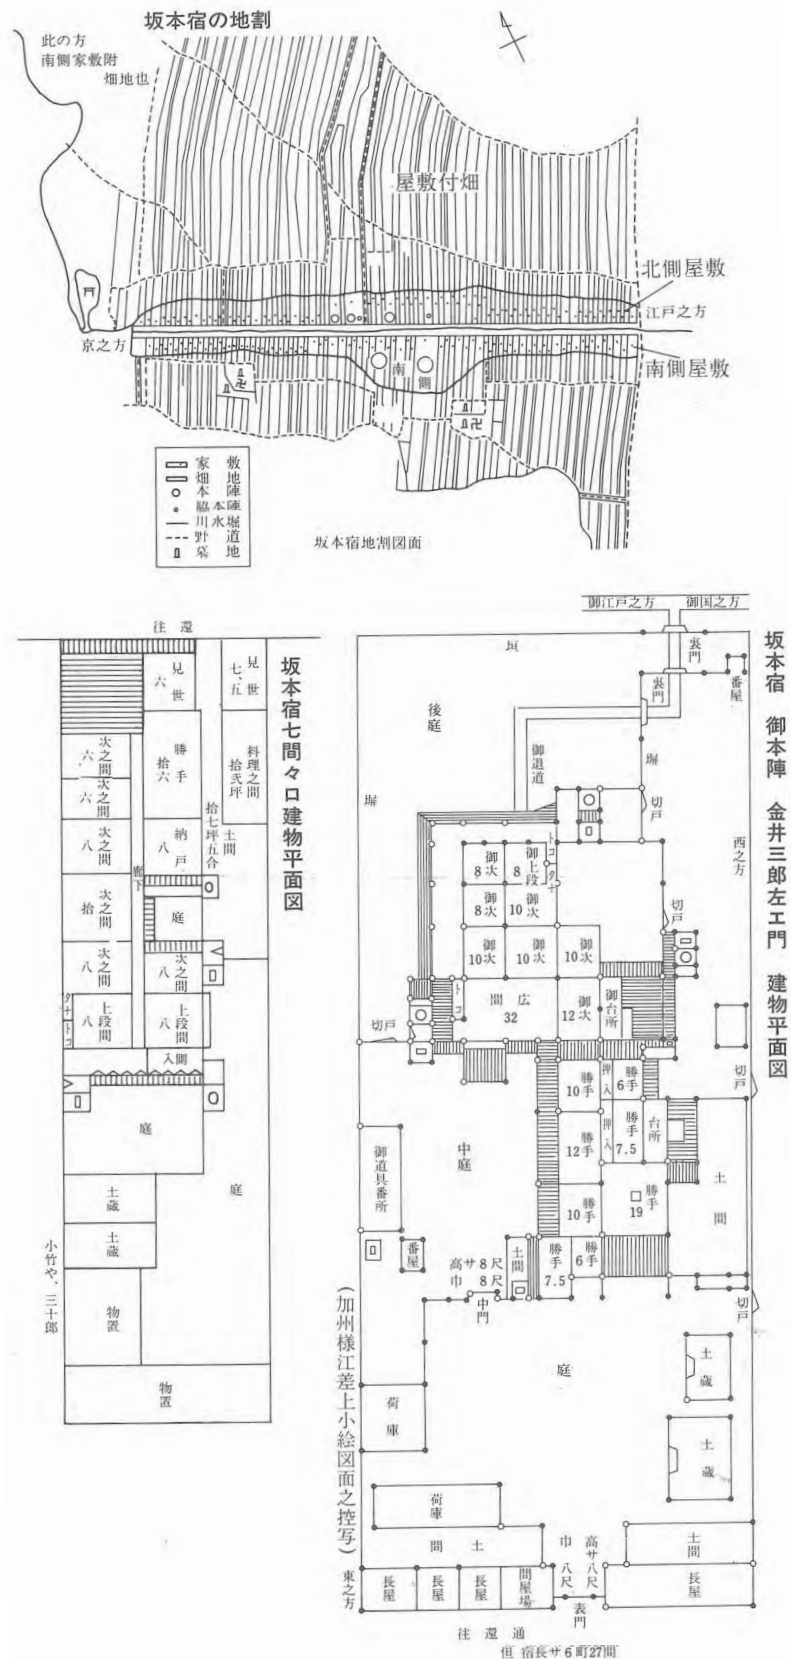 坂本宿の地割
此の方
南側家敷附
畑地也
屋敷付畑
北側屋敷
江戸之方
京之方
南側屋敷
南側
家敷
畑地
本陣
脇本陣
川水堀
野道
墓地
坂本宿地割図面
坂本宿七間々口建物平面図
往還
見世
六
見世
七、五
勝手
拾六
料理之間
拾弐坪
次之間
六
次之間
六
次之間
八
納戸
八
土間
拾七坪五合
廊下
次之間
拾
庭
次之間
八
次之間
八
タナ
トコ
上段間
八
上段間
八
入側
庭
庭
土蔵
土蔵
物置
物置
小竹や、三十郎
坂本宿 御本陣 金井三郎左エ門 建物平面図
御江戸之方
御国之方
垣
裏門
裏門
番屋
後庭
御退道
塀
塀
切戸
西之方
御次
8
御上段
8
トコ
タナ
御次
8
御次
10
切戸
御次
10
御次
10
御次
10
トコ
広間
32
御次
12
御台所
切戸
勝手
10
押入
勝手
6
切戸
勝手
12
押入
勝手
7.5
台所
中庭
御道具番所
勝手
10
勝手
□
19
土間
番屋
高サ8尺
巾8尺
土間
勝手
7.5
勝手
6
中門
切戸
庭
土蔵
荷庫
土蔵
荷庫
土間
巾八尺
高サ八尺
土間
長屋
長屋
長屋
問屋場
表門
長屋
東之方
往還通
但 宿長サ6町27間
(加州様江差上小絵図面之控写)